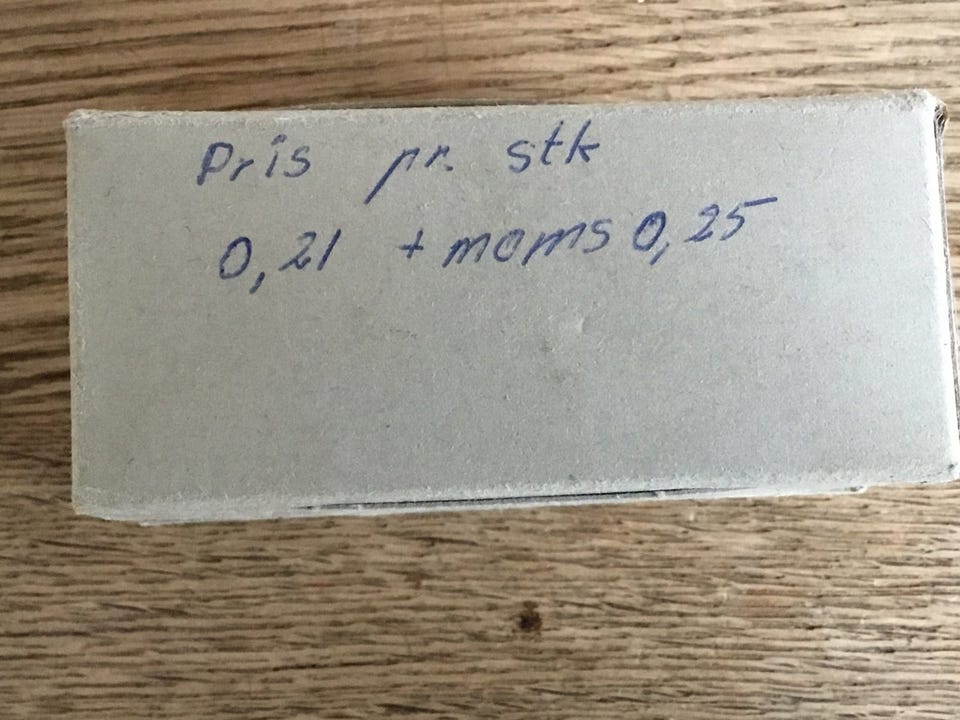 Pris pr. stk
0,21 + moms 0,25